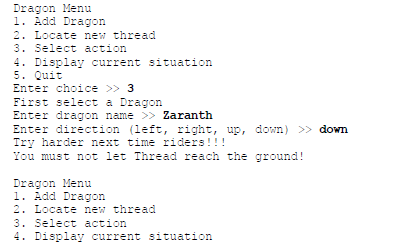 Dragon Menu
1. Add Dragon
2. Locate new thread
3. Select action
4. Display current situation
5. Quit
Enter choice >> 3
First select a Dragon
Enter dragon name >> Zaranth
Enter direction (left, right, up, down) >> down
Try harder next time riders!!!
You must not let Thread reach the ground!
Dragon Menu
1. Add Dragon
2. Locate new thread
3. Select action
4. Display current situation